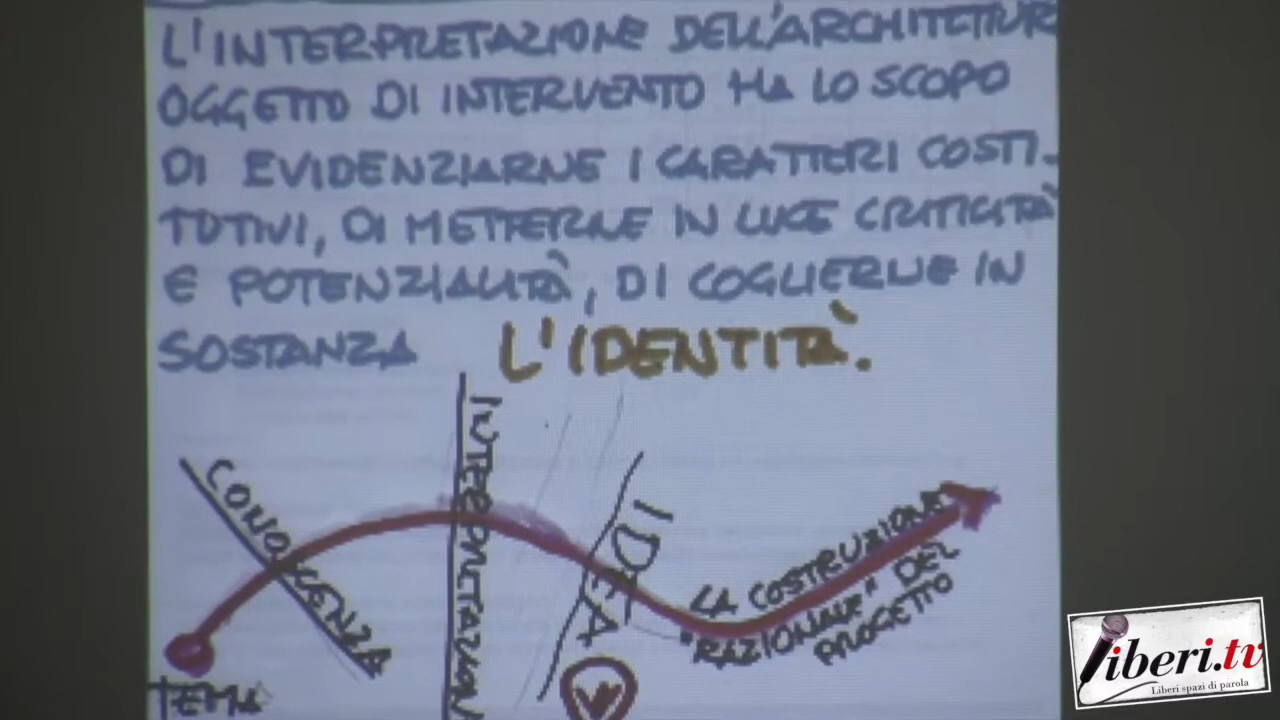 L'INTERPRETAZIONE DELL'ARCHITETTUR
OGGETTO DI INTERVENTO HA LO SCOPO
DI EVIDENZIARNE I CARATTERI COSTI-
TUTIVI, DI METTERNE IN LUCE CRITICITÀ
E POTENZIALITÀ, DI COGLIERNE IN
SOSTANZA L'IDENTITÀ.
CONOSCENZA
INTERPRETAZION
IDEA
LA COSTRUZIONE
"RAZIONALE" DEL
PROGETTO
TEMA
liberi.tv
Liberi spazi di parola